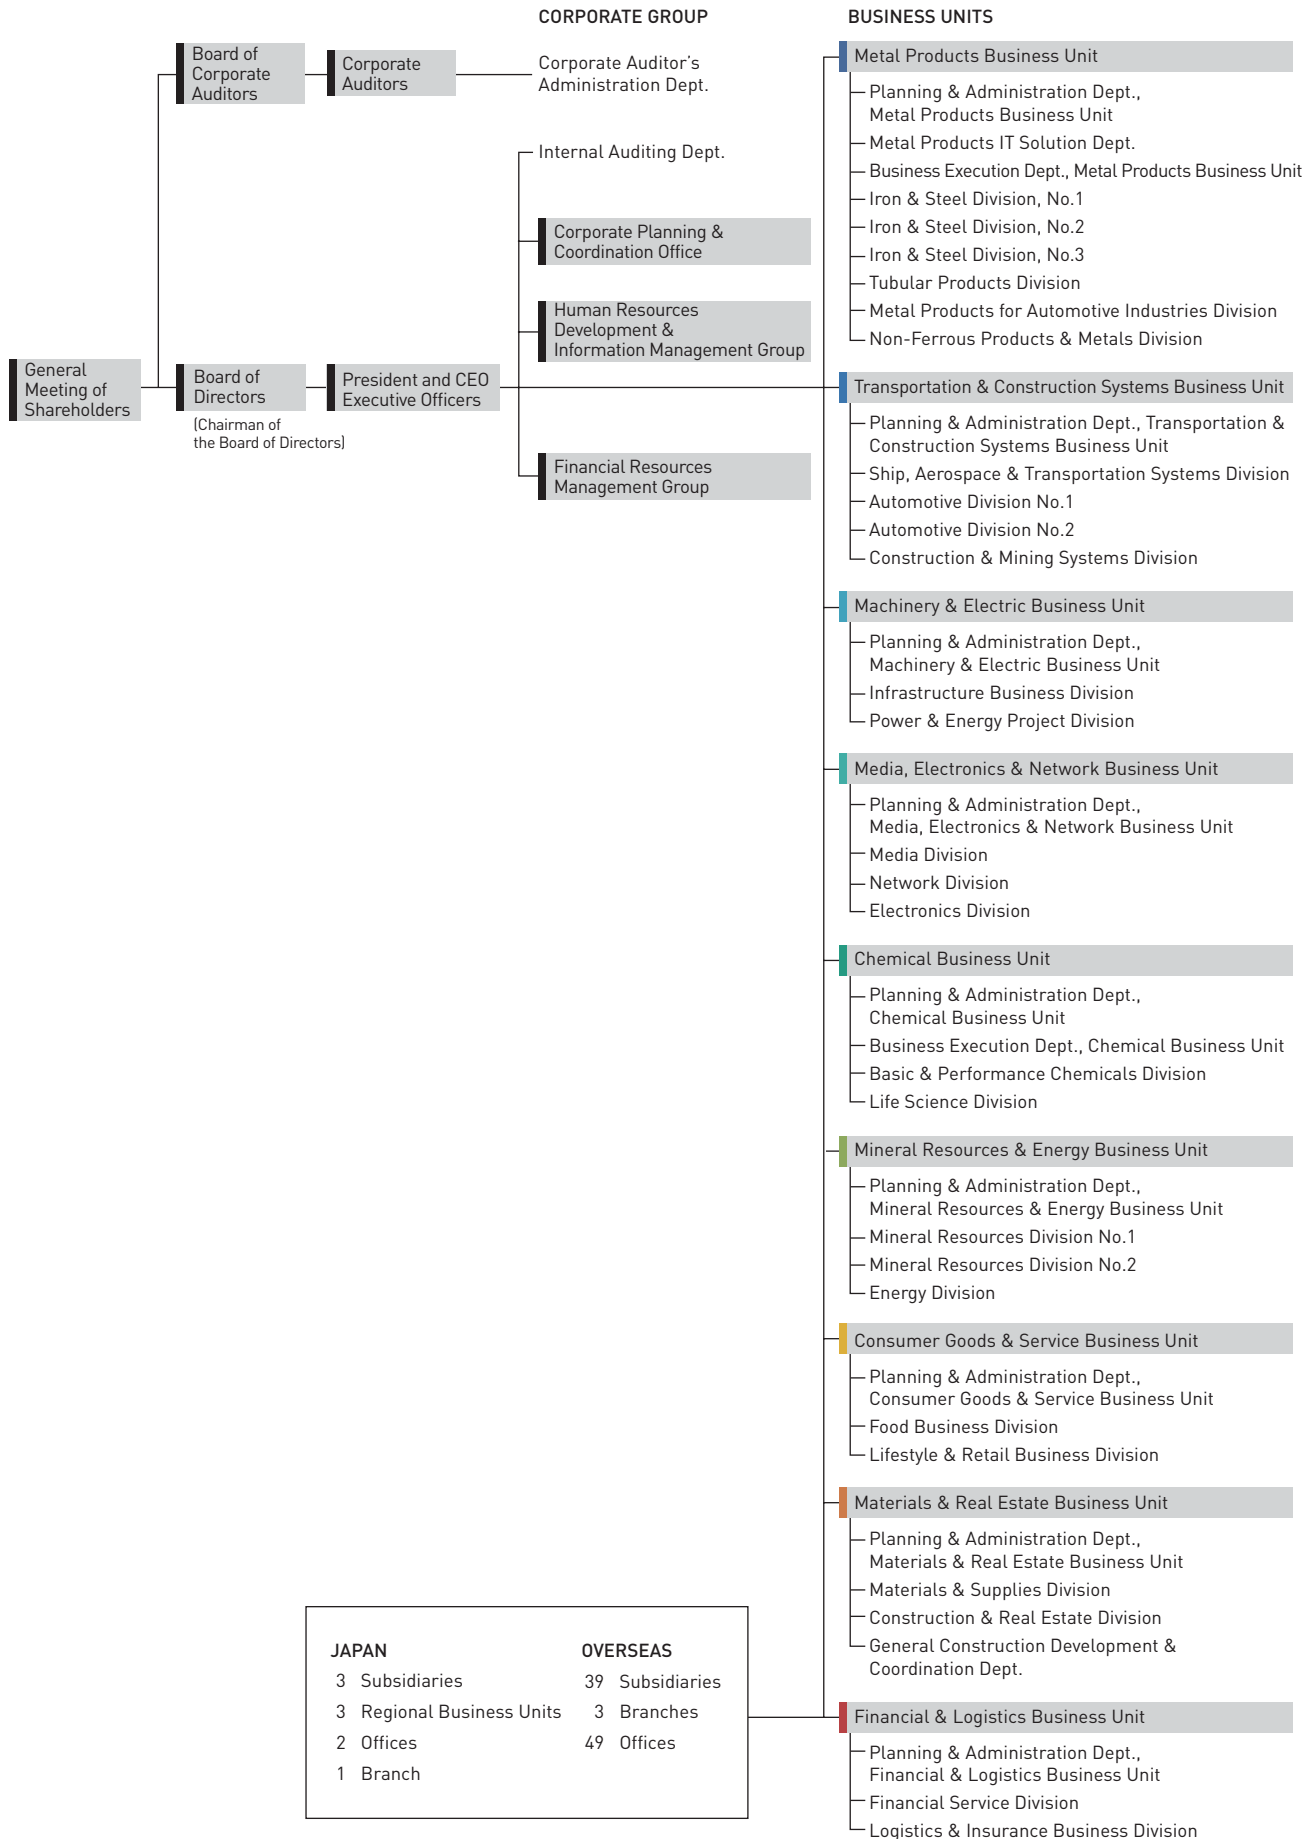 CORPORATE GROUP
BUSINESS UNITS
General
Meeting of
Shareholders
Board of
Corporate
Auditors
Corporate
Auditors
Corporate Auditor's
Administration Dept.
Board of
Directors
(Chairman of
the Board of Directors)
President and CEO
Executive Officers
Internal Auditing Dept.
Corporate Planning &
Coordination Office
Human Resources
Development &
Information Management Group
Financial Resources
Management Group
Metal Products Business Unit
Planning & Administration Dept.,
Metal Products Business Unit
Metal Products IT Solution Dept.
Business Execution Dept., Metal Products Business Unit
Iron & Steel Division, No.1
Iron & Steel Division, No.2
Iron & Steel Division, No.3
Tubular Products Division
Metal Products for Automotive Industries Division
Non-Ferrous Products & Metals Division
Transportation & Construction Systems Business Unit
Planning & Administration Dept., Transportation &
Construction Systems Business Unit
Ship, Aerospace & Transportation Systems Division
Automotive Division No.1
Automotive Division No.2
Construction & Mining Systems Division
Machinery & Electric Business Unit
Planning & Administration Dept.,
Machinery & Electric Business Unit
Infrastructure Business Division
Power & Energy Project Division
Media, Electronics & Network Business Unit
Planning & Administration Dept.,
Media, Electronics & Network Business Unit
Media Division
Network Division
Electronics Division
Chemical Business Unit
Planning & Administration Dept.,
Chemical Business Unit
Business Execution Dept., Chemical Business Unit
Basic & Performance Chemicals Division
Life Science Division
Mineral Resources & Energy Business Unit
Planning & Administration Dept.,
Mineral Resources & Energy Business Unit
Mineral Resources Division No.1
Mineral Resources Division No.2
Energy Division
Consumer Goods & Service Business Unit
Planning & Administration Dept.,
Consumer Goods & Service Business Unit
Food Business Division
Lifestyle & Retail Business Division
Materials & Real Estate Business Unit
Planning & Administration Dept.,
Materials & Real Estate Business Unit
Materials & Supplies Division
Construction & Real Estate Division
General Construction Development &
Coordination Dept.
Financial & Logistics Business Unit
Planning & Administration Dept.,
Financial & Logistics Business Unit
Financial Service Division
Logistics & Insurance Business Division
JAPAN
3 Subsidiaries
3 Regional Business Units
2 Offices
1 Branch
OVERSEAS
39 Subsidiaries
3 Branches
49 Offices